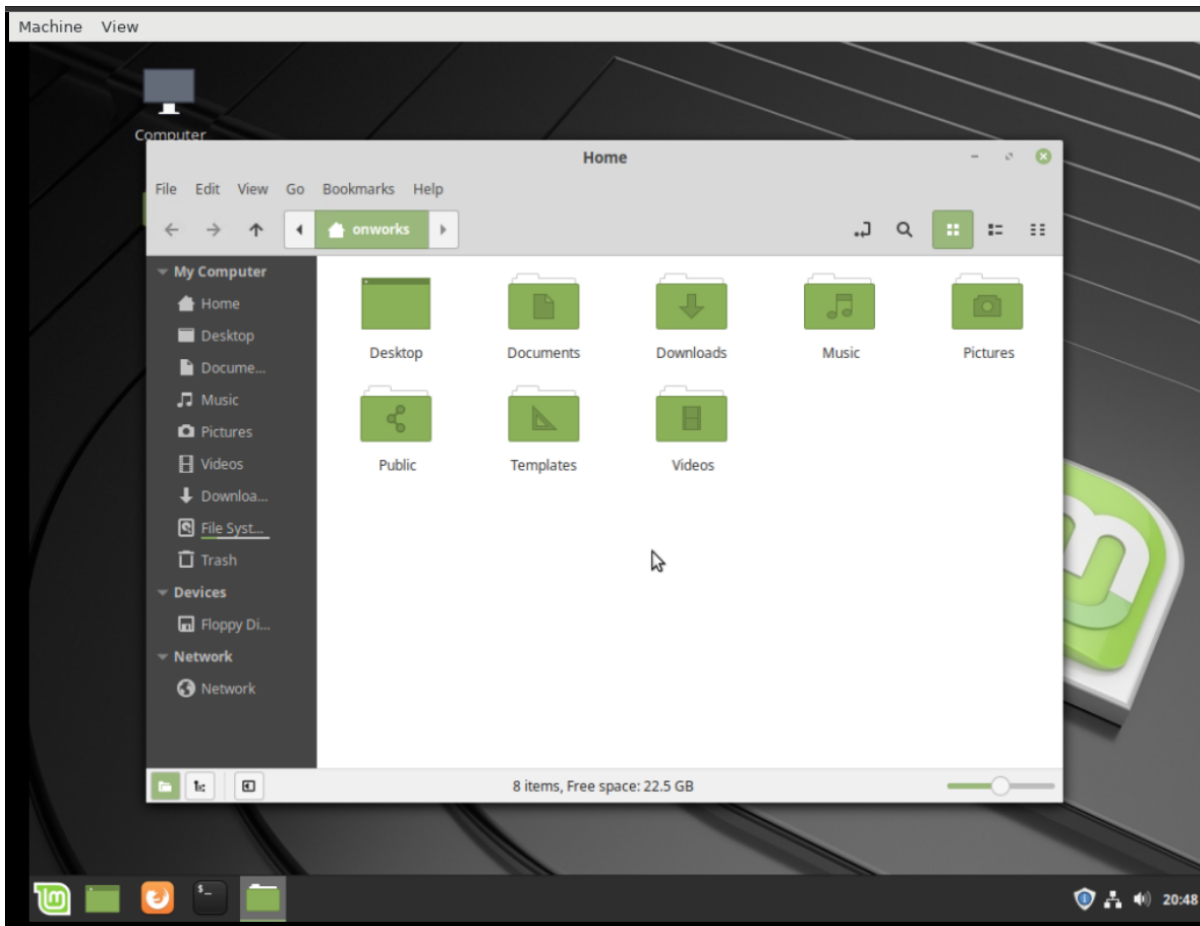 Machine View
Computer
Home
File Edit View Go Bookmarks Help
onworks
My Computer
Home
Desktop
Docume...
Music
Pictures
Videos
Downloa...
File Syst...
Trash
Devices
Floppy Di...
Network
Network
Desktop Documents Downloads Music Pictures
Public Templates Videos
8 items, Free space: 22.5 GB
$_
20:48